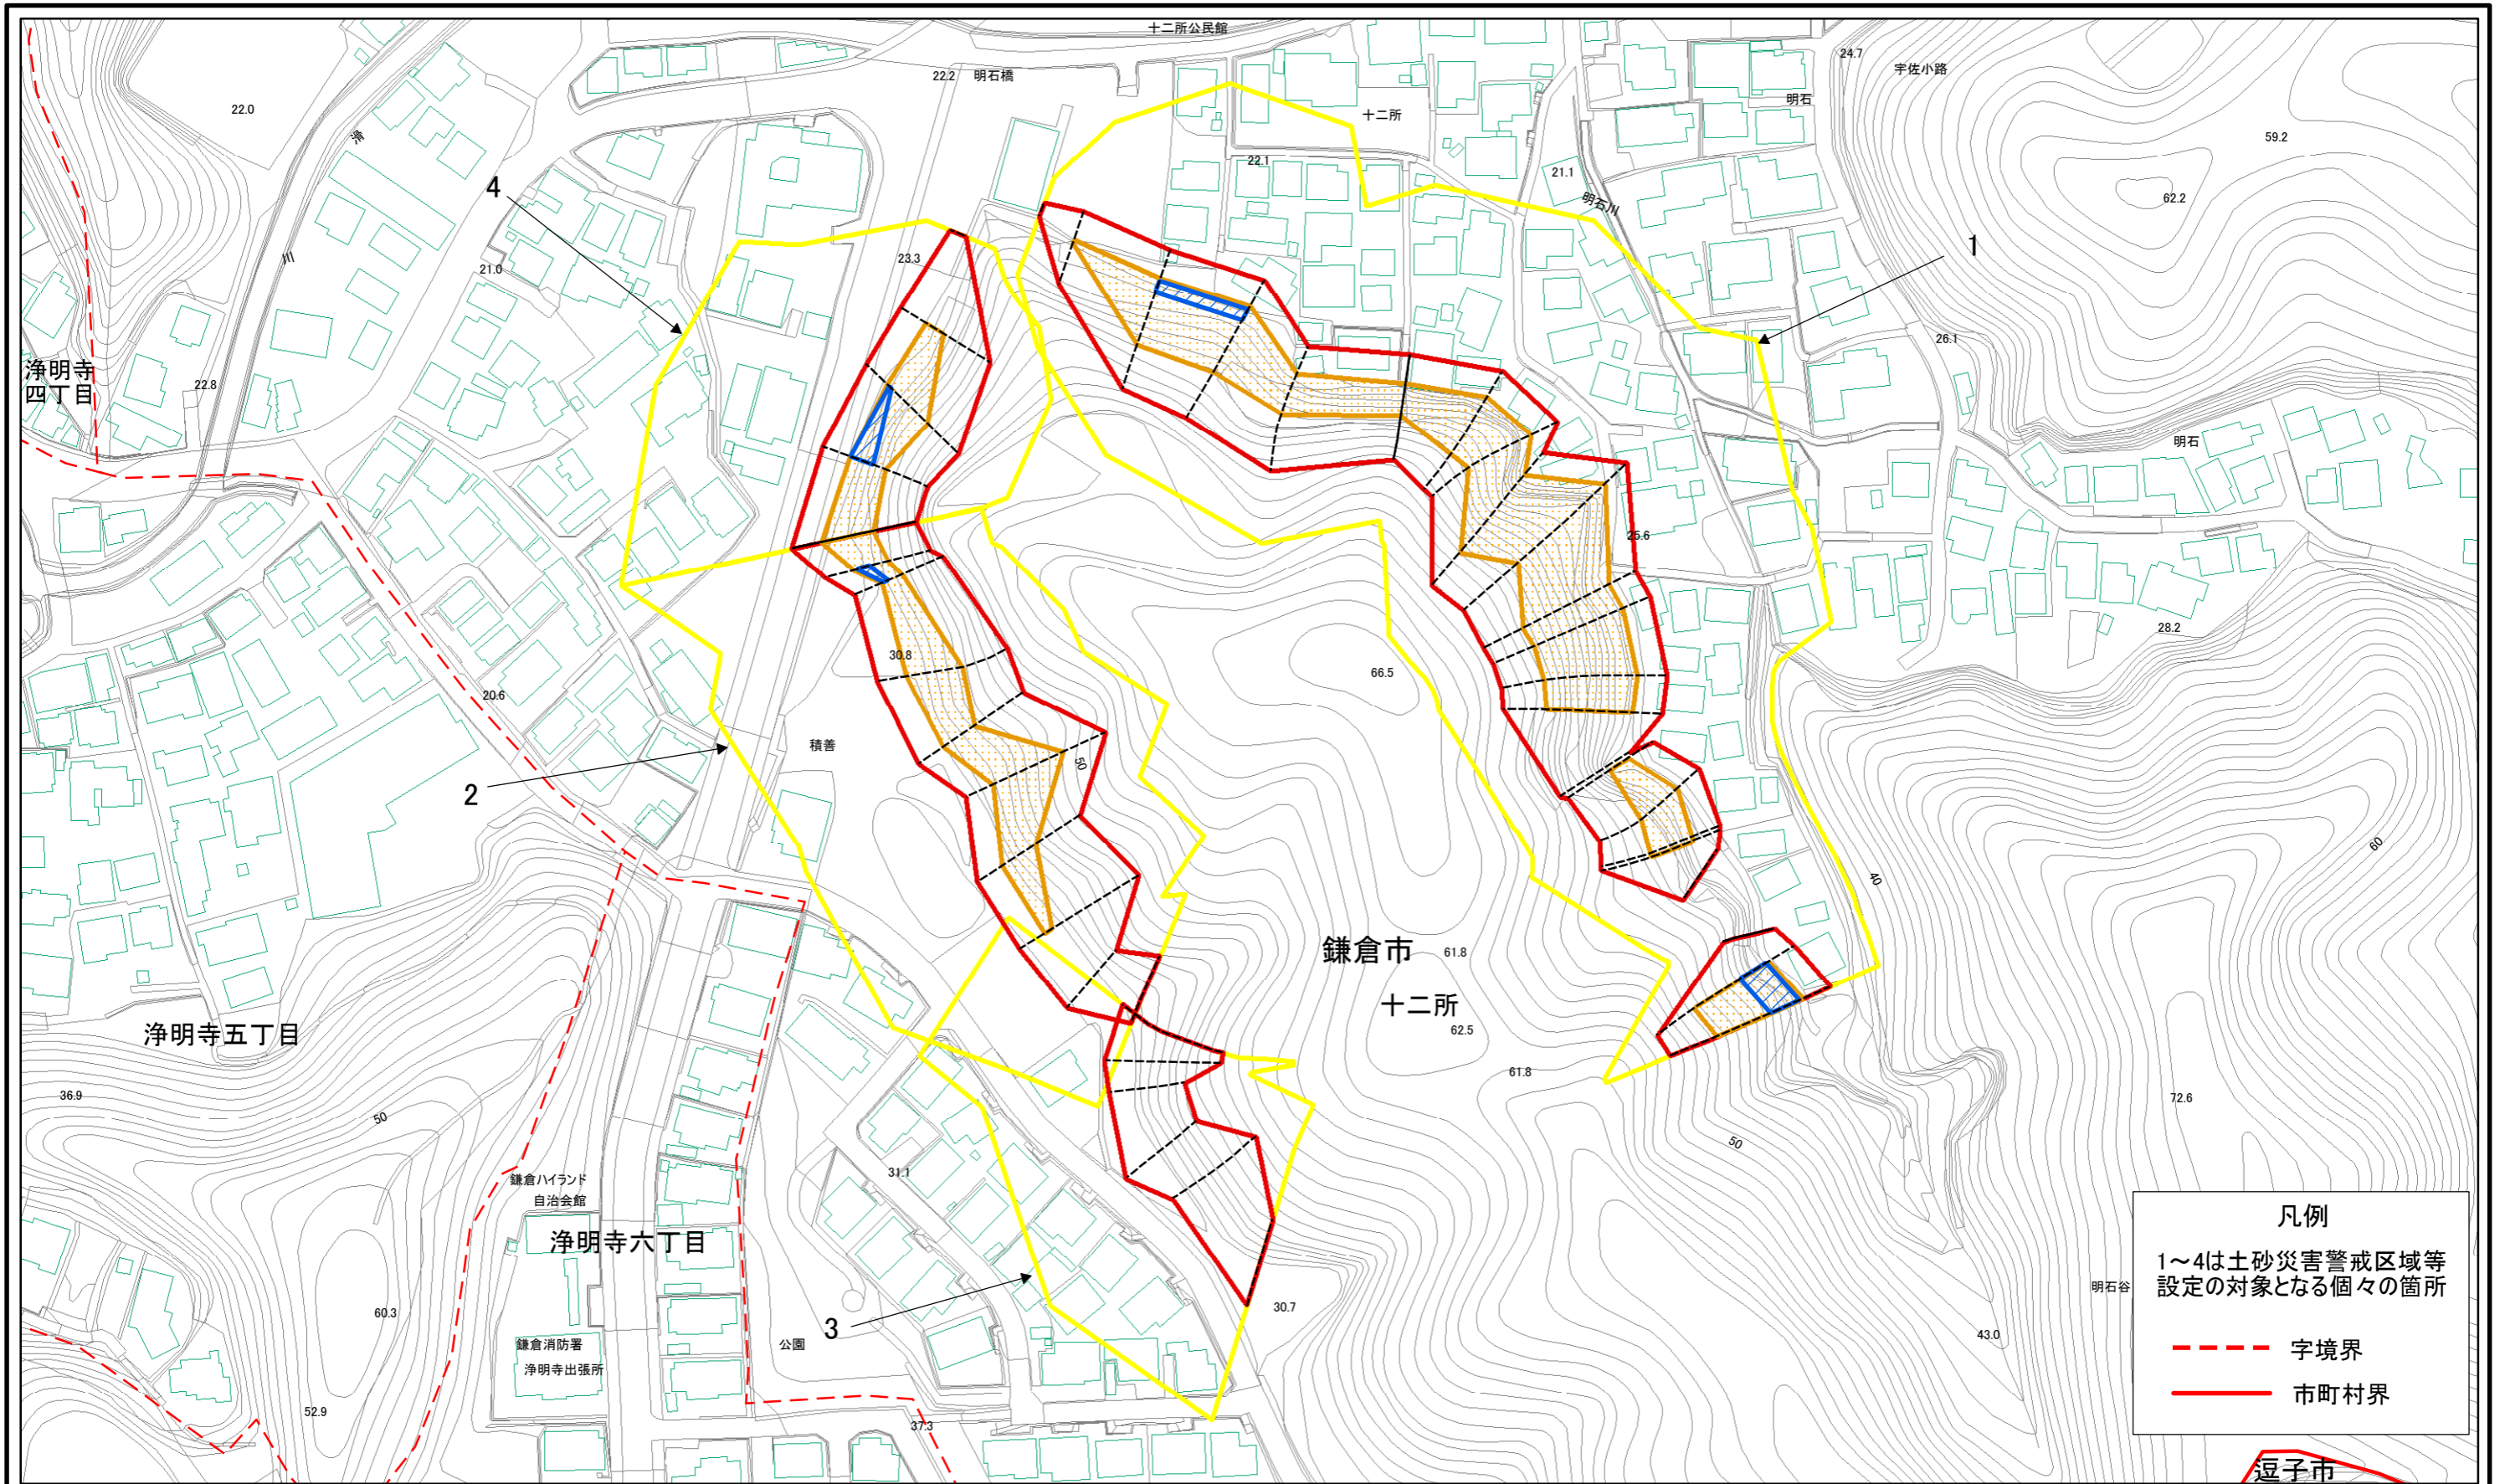 十二所公民館
22.2
明石橋
24.7
宇佐小路
22.0
滑
十二所
明石
59.2
22.1
21.1
62.2
4
明石川
1
川
23.3
21.0
26.1
浄明寺
四丁目
22.8
明石
25.6
28.2
30.8
66.5
20.6
積善
50
2
60
40
鎌倉市
61.8
十二所
62.5
浄明寺五丁目
61.8
36.9
50
72.6
50
31.1
鎌倉ハイランド
自治会館
浄明寺六丁目
凡例
1～4は土砂災害警戒区域等
設定の対象となる個々の箇所
明石谷
30.7
60.3
3
43.0
鎌倉消防署
公園
浄明寺出張所
字境界
市町村界
52.9
37.3
逗子市